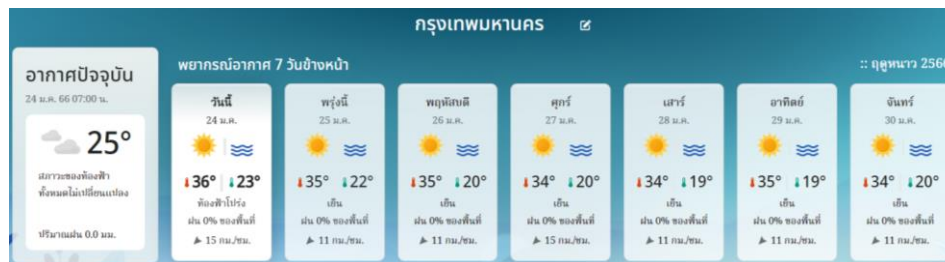 กรุงเทพมหานคร
อากาศปัจจุบัน
24 ม.ค. 66 07:00 น.
25°
สภาวะของท้องฟ้า
ทั้งหมดไม่เปลี่ยนแปลง
ปริมาณฝน 0.0 มม.
พยากรณ์อากาศ 7 วันข้างหน้า
:: ฤดูหนาว 2566
วันนี้
24 ม.ค.
36° 23°
ท้องฟ้าโปร่ง
ฝน 0% ของพื้นที่
15 กม./ชม.
พรุ่งนี้
25 ม.ค.
35° 22°
เย็น
ฝน 0% ของพื้นที่
11 กม./ชม.
พฤหัสบดี
26 ม.ค.
35° 20°
เย็น
ฝน 0% ของพื้นที่
11 กม./ชม.
ศุกร์
27 ม.ค.
34° 20°
เย็น
ฝน 0% ของพื้นที่
15 กม./ชม.
เสาร์
28 ม.ค.
34° 19°
เย็น
ฝน 0% ของพื้นที่
11 กม./ชม.
อาทิตย์
29 ม.ค.
35° 19°
เย็น
ฝน 0% ของพื้นที่
11 กม./ชม.
จันทร์
30 ม.ค.
34° 20°
เย็น
ฝน 0% ของพื้นที่
11 กม./ชม.